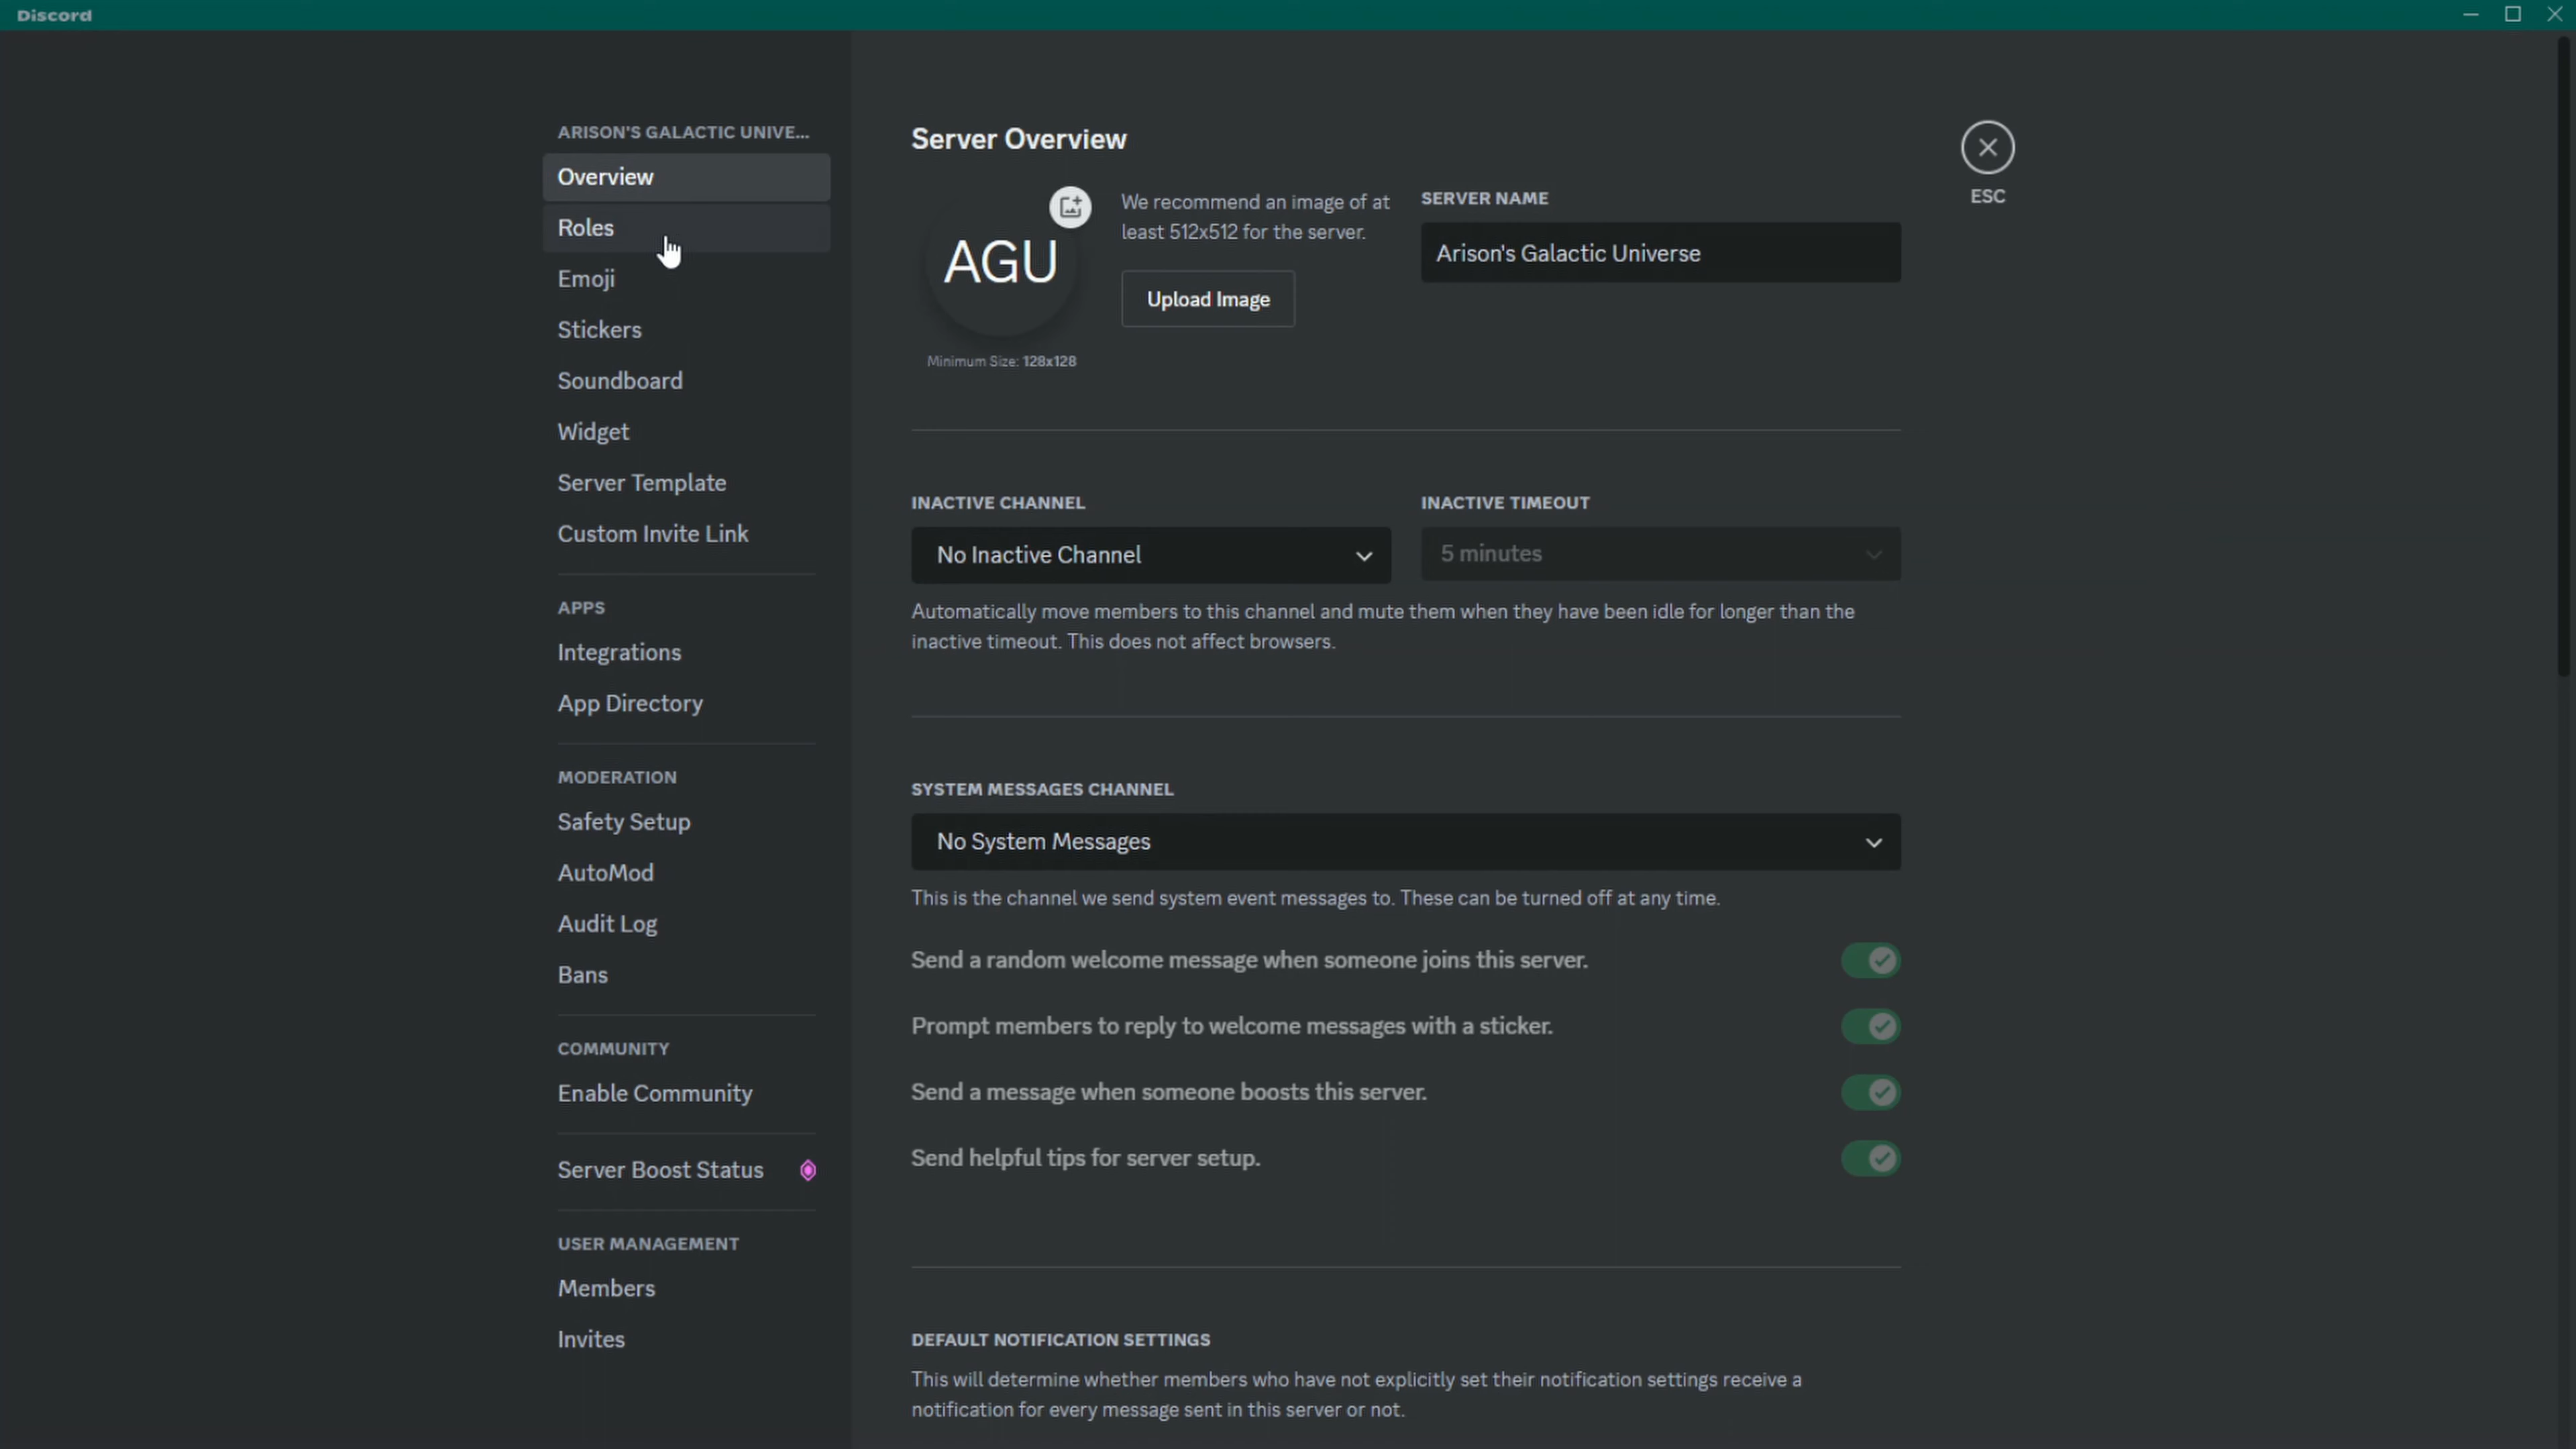 Discord
ARISON'S GALACTIC UNIVE...
Overview
Roles
Emoji
Stickers
Soundboard
Widget
Server Template
Custom Invite Link
APPS
Integrations
App Directory
MODERATION
Safety Setup
AutoMod
Audit Log
Bans
COMMUNITY
Enable Community
Server Boost Status
USER MANAGEMENT
Members
Invites
Server Overview
AGU
Minimum Size: 128x128
We recommend an image of at
least 512x512 for the server.
Upload Image
SERVER NAME
Arison's Galactic Universe
ESC
INACTIVE CHANNEL
No Inactive Channel
INACTIVE TIMEOUT
5 minutes
Automatically move members to this channel and mute them when they have been idle for longer than the
inactive timeout. This does not affect browsers.
SYSTEM MESSAGES CHANNEL
No System Messages
This is the channel we send system event messages to. These can be turned off at any time.
Send a random welcome message when someone joins this server.
Prompt members to reply to welcome messages with a sticker.
Send a message when someone boosts this server.
Send helpful tips for server setup.
DEFAULT NOTIFICATION SETTINGS
This will determine whether members who have not explicitly set their notification settings receive a
notification for every message sent in this server or not.